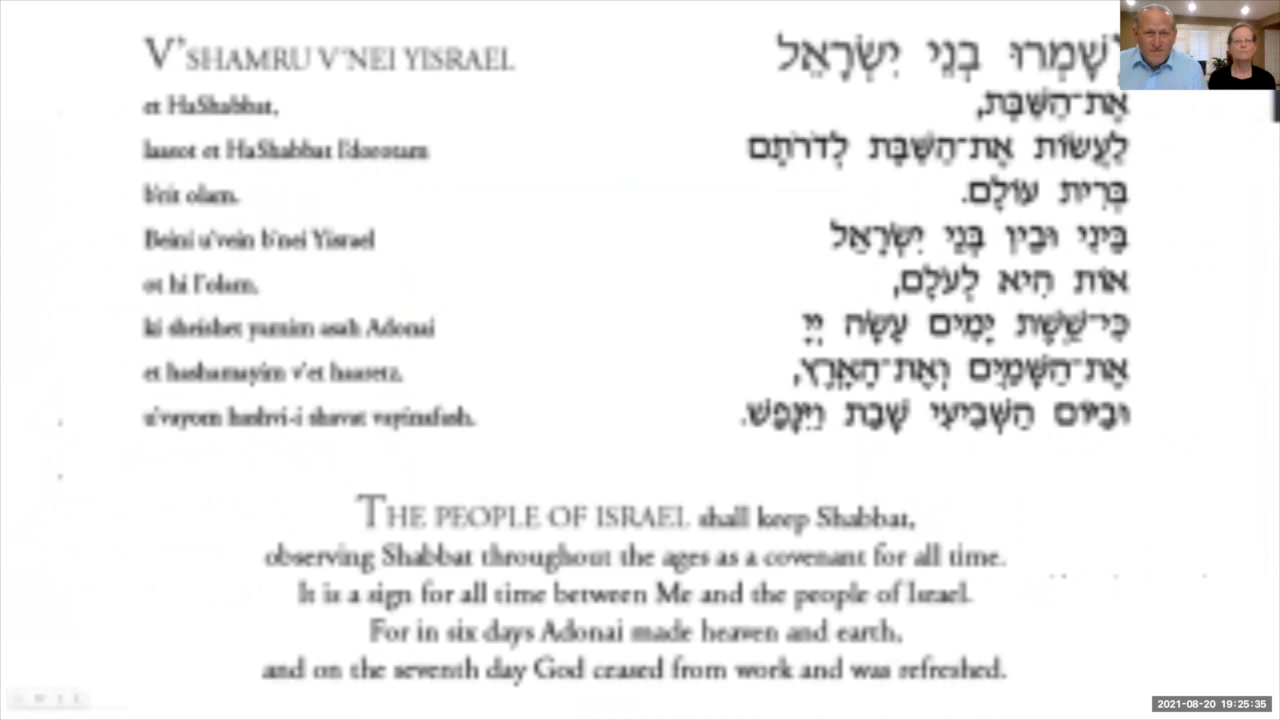 V'SHAMRU V'NEI YISRAEL
et HaShabbat,
laasot et HaShabbat l'dorotam
b'rit olam.
Beini u'vein b'nei Yisrael
ot hi l'olam,
ki sheishet yamim asah Adonai
et hashamayim v'et haaretz,
u'vayom hashvi-i shavat vayinafash.
שָׁמְרוּ בְנֵי יִשְׂרָאֵל
אֶת־הַשַּׁבָּת,
לַעֲשׂוֹת אֶת־הַשַּׁבָּת לְדֹרֹתָם
בְּרִית עוֹלָם.
בֵּינִי וּבֵין בְּנֵי יִשְׂרָאֵל
אוֹת הִיא לְעֹלָם,
כִּי־שֵׁשֶׁת יָמִים עָשָׂה יְיָ
אֶת־הַשָּׁמַיִם וְאֶת־הָאָרֶץ,
וּבַיּוֹם הַשְּׁבִיעִי שָׁבַת וַיִּנָּפַשׁ.
THE PEOPLE OF ISRAEL shall keep Shabbat,
observing Shabbat throughout the ages as a covenant for all time.
It is a sign for all time between Me and the people of Israel.
For in six days Adonai made heaven and earth,
and on the seventh day God ceased from work and was refreshed.
2021-08-20 19:25:35